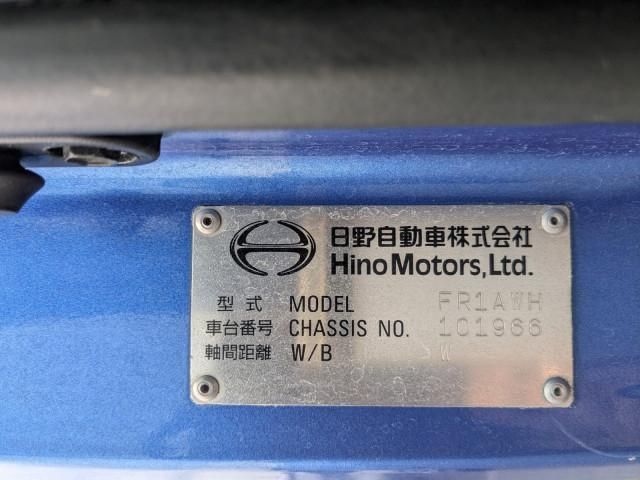 日野自動車株式会社
Hino Motors, Ltd.
型式 MODEL FR1AWH
車台番号 CHASSIS NO. 101966
軸間距離 W/B W